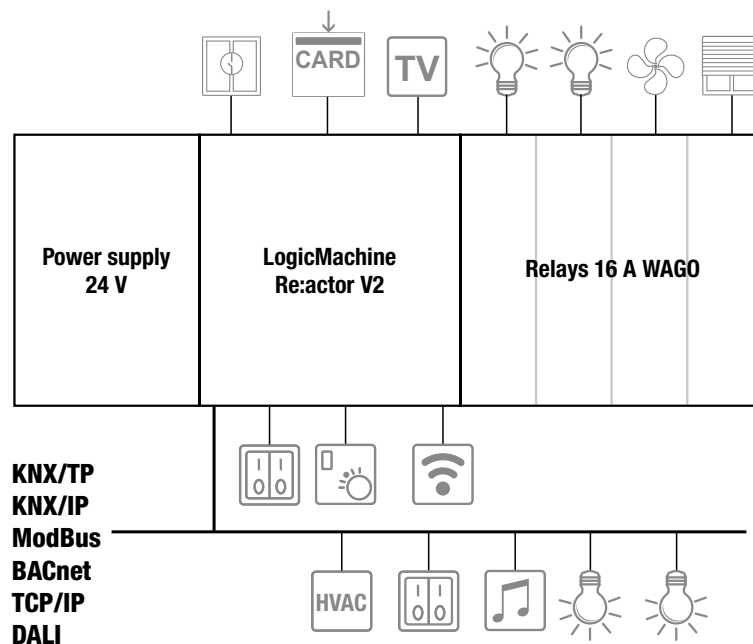 CARD
TV
Power supply
24 V
LogicMachine
Re:actor V2
Relays 16 A WAGO
KNX/TP
KNX/IP
ModBus
BACnet
TCP/IP
DALI
HVAC